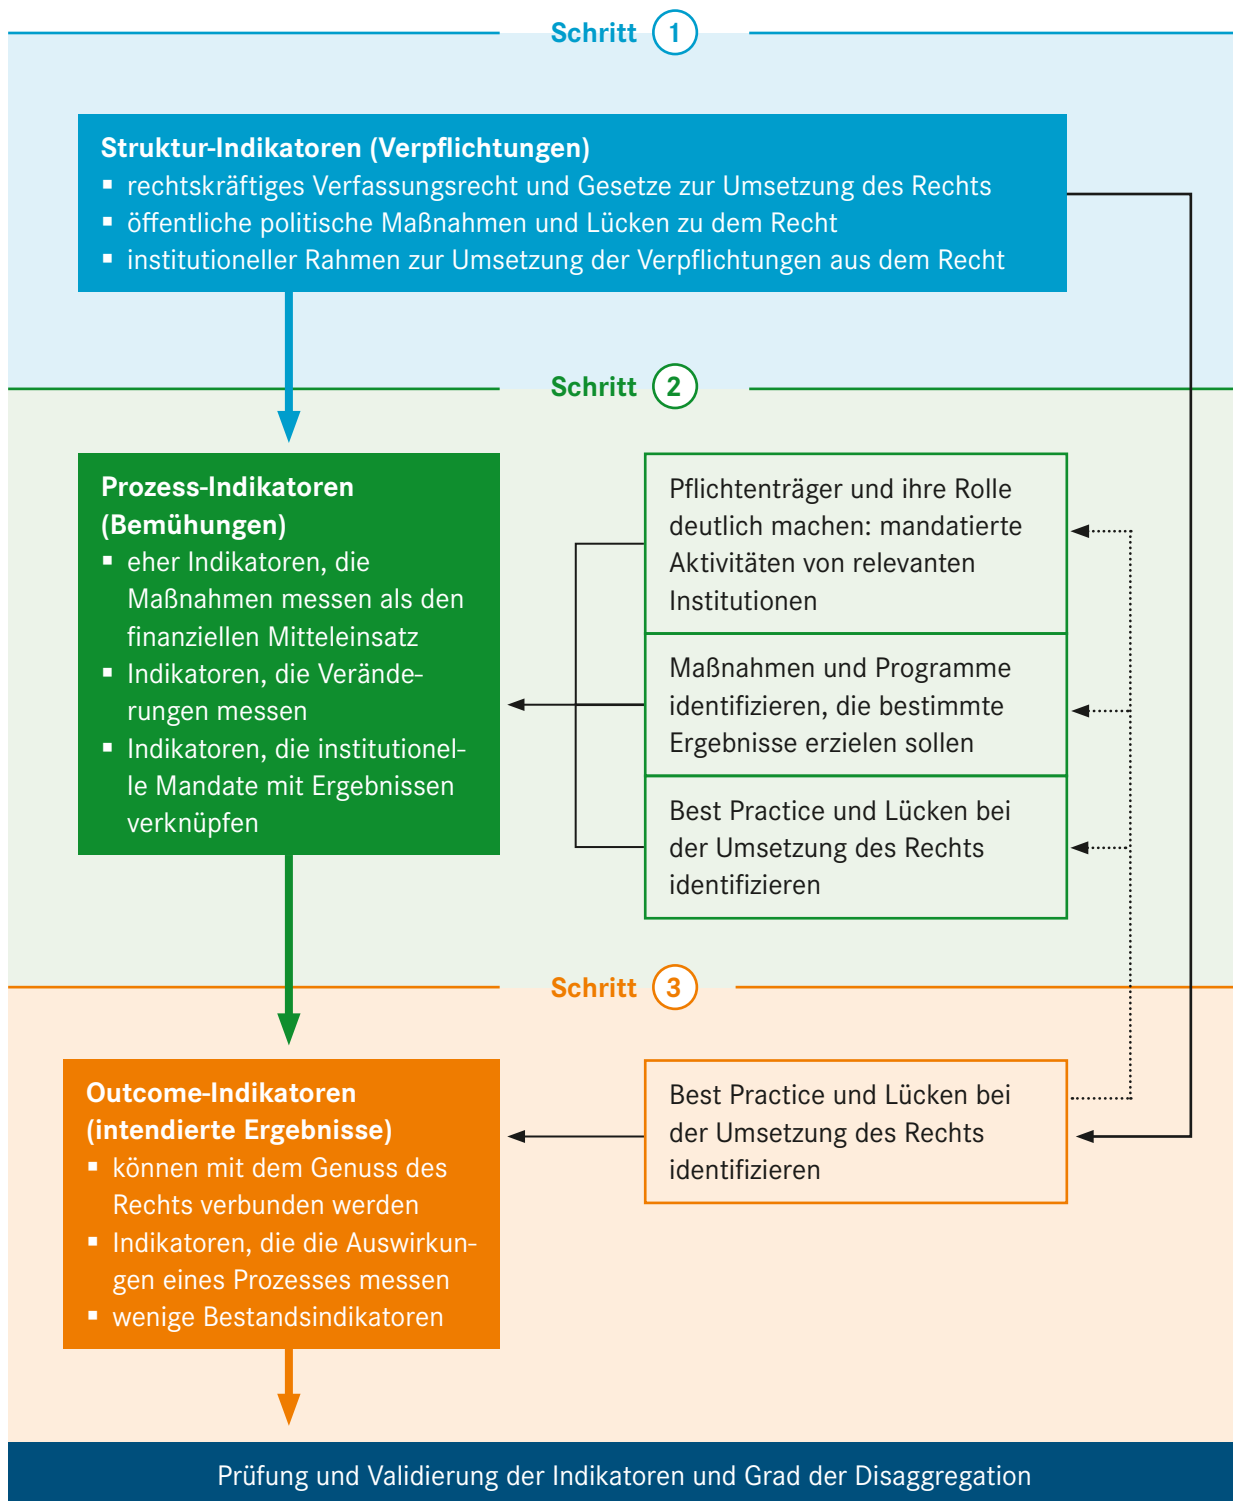 Schritt 1
Struktur-Indikatoren (Verpflichtungen)
▪ rechtskräftiges Verfassungsrecht und Gesetze zur Umsetzung des Rechts
▪ öffentliche politische Maßnahmen und Lücken zu dem Recht
▪ institutioneller Rahmen zur Umsetzung der Verpflichtungen aus dem Recht
Schritt 2
Prozess-Indikatoren
(Bemühungen)
▪ eher Indikatoren, die
Maßnahmen messen als den
finanziellen Mitteleinsatz
▪ Indikatoren, die Verände-
rungen messen
▪ Indikatoren, die institutionel-
le Mandate mit Ergebnissen
verknüpfen
Pflichtenträger und ihre Rolle
deutlich machen: mandatierte
Aktivitäten von relevanten
Institutionen
Maßnahmen und Programme
identifizieren, die bestimmte
Ergebnisse erzielen sollen
Best Practice und Lücken bei
der Umsetzung des Rechts
identifizieren
Schritt 3
Outcome-Indikatoren
(intendierte Ergebnisse)
▪ können mit dem Genuss des
Rechts verbunden werden
▪ Indikatoren, die die Auswirkun-
gen eines Prozesses messen
▪ wenige Bestandsindikatoren
Best Practice und Lücken bei
der Umsetzung des Rechts
identifizieren
Prüfung und Validierung der Indikatoren und Grad der Disaggregation